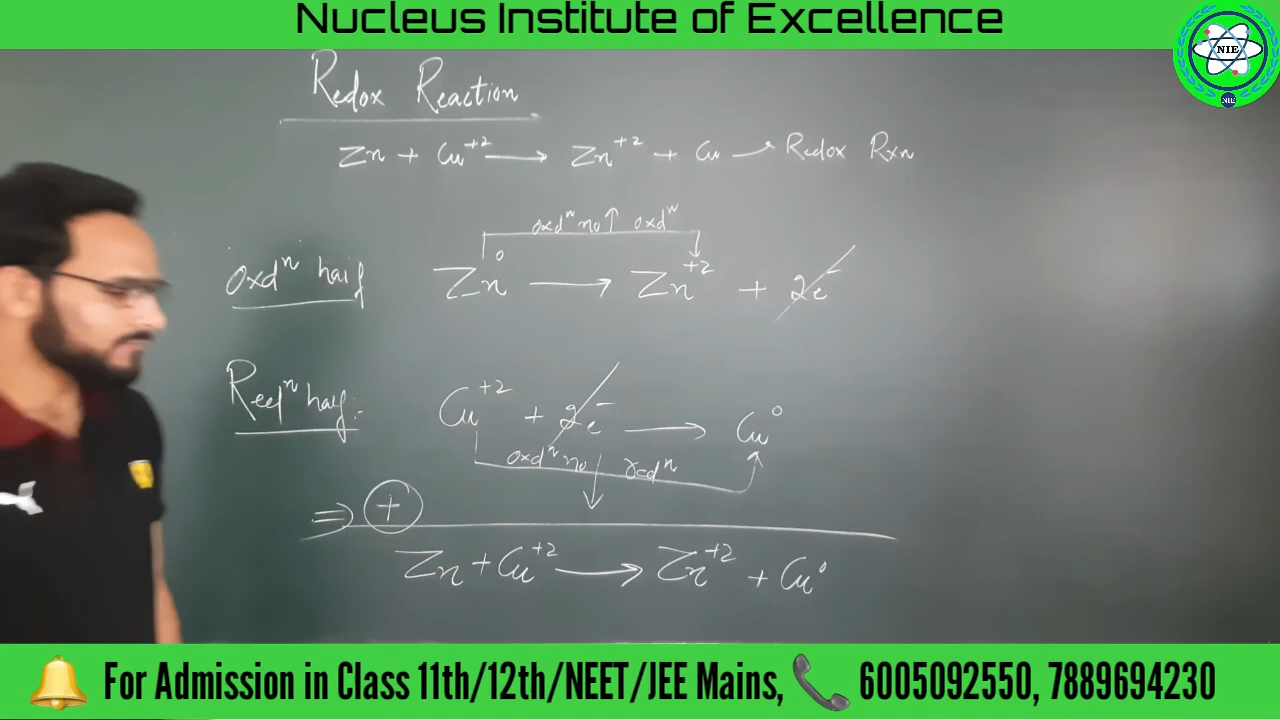 Nucleus Institute of Excellence
NIE
NIE
Redox Reaction
Zn + Cu⁺² → Zn⁺² + Cu → Redox Rxn
oxdⁿ no ↑ oxdⁿ
oxdⁿ half Zn⁰ → Zn⁺² + 2e⁻
Redⁿ half:- Cu⁺² + 2e⁻ → Cu⁰
oxdⁿ no ↓ redⁿ
⇒ +
Zn + Cu⁺² → Zn⁺² + Cu⁰
🔔 For Admission in Class 11th/12th/NEET/JEE Mains, 📞 6005092550, 7889694230